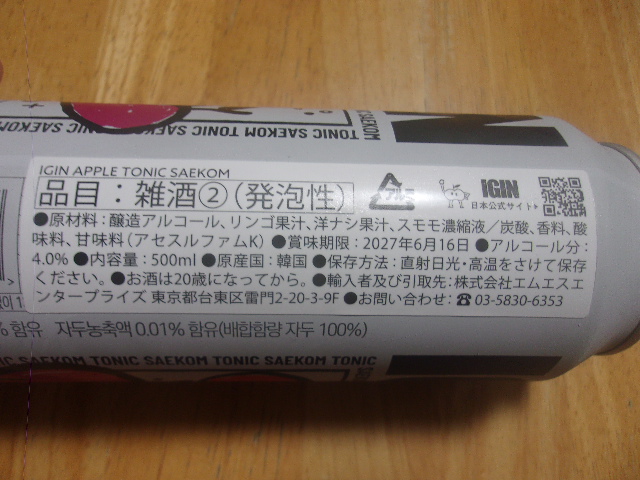 TONIC SAEKOM TONIC SAEKOM TONIC
SAEKOM
IGIN APPLE TONIC SAEKOM
品目：雑酒②(発泡性)
アルミ
IGIN
日本公式サイト
●原材料：醸造アルコール、リンゴ果汁、洋ナシ果汁、スモモ濃縮液／炭酸、香料、酸
味料、甘味料（アセスルファムK）●賞味期限：2027年6月16日●アルコール分：
4.0%●内容量：500ml●原産国：韓国●保存方法：直射日光・高温をさけて保存
ください。●お酒は20歳になってから。●輸入者及び引取先：株式会社エムエスエ
ンタープライズ 東京都台東区雷門2-20-3-9F●お問い合わせ：☎03-5830-6353
% 함유 자두농축액 0.01% 함유(배합함량 자두 100%)
SAEKOM TONIC SAEKOM TONIC SAEKOM TONIC